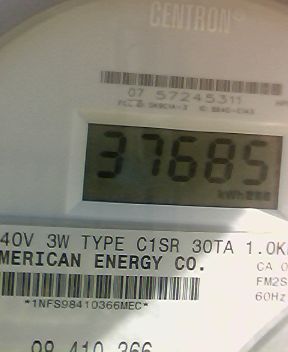 CENTRON
07 57245311
37685
kWh
40V 3W TYPE C1SR 30TA 1.0K
MERICAN ENERGY CO.
CA 0
FM2S
60Hz
*1NFS98410366MEC*
98 410 366